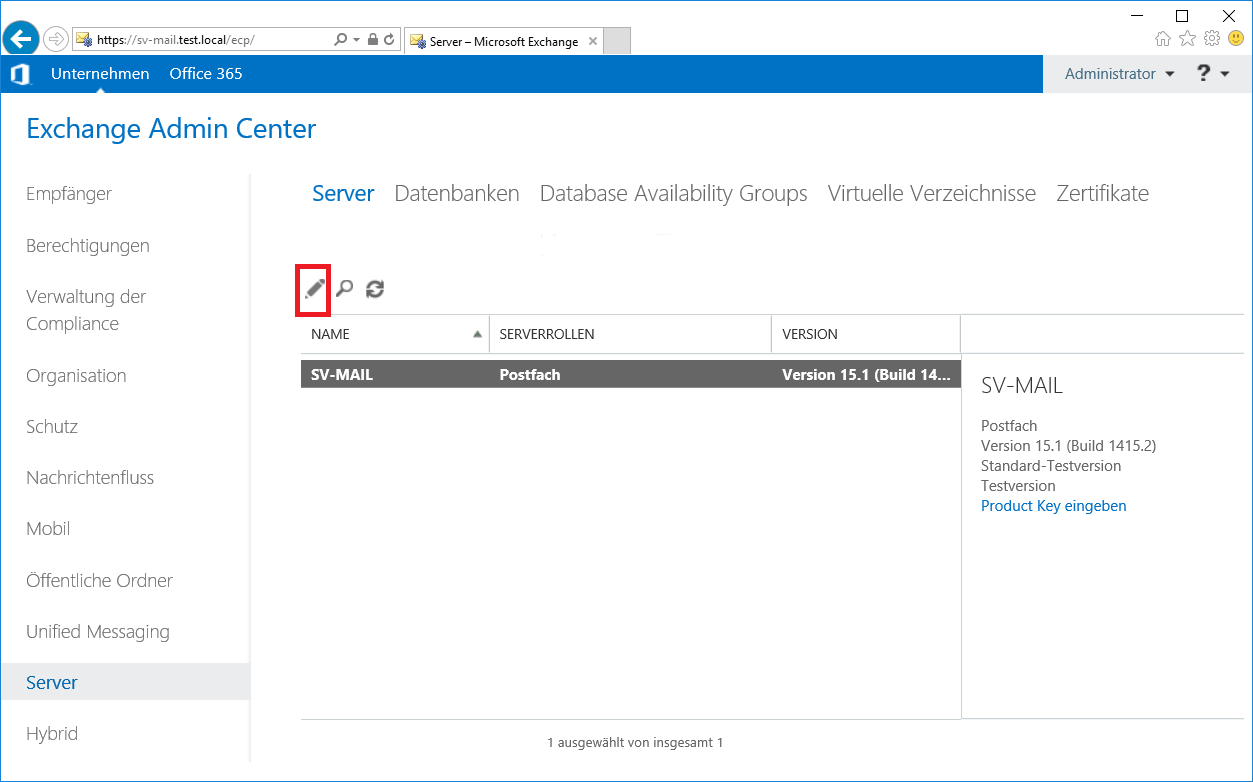 https://sv-mail.test.local/ecp/
Server – Microsoft Exchange
Unternehmen Office 365
Administrator ?
Exchange Admin Center
Empfänger
Berechtigungen
Verwaltung der
Compliance
Organisation
Schutz
Nachrichtenfluss
Mobil
Öffentliche Ordner
Unified Messaging
Server
Hybrid
Server Datenbanken Database Availability Groups Virtuelle Verzeichnisse Zertifikate
NAME SERVERROLLEN VERSION
SV-MAIL Postfach Version 15.1 (Build 14...
SV-MAIL
Postfach
Version 15.1 (Build 1415.2)
Standard-Testversion
Testversion
Product Key eingeben
1 ausgewählt von insgesamt 1